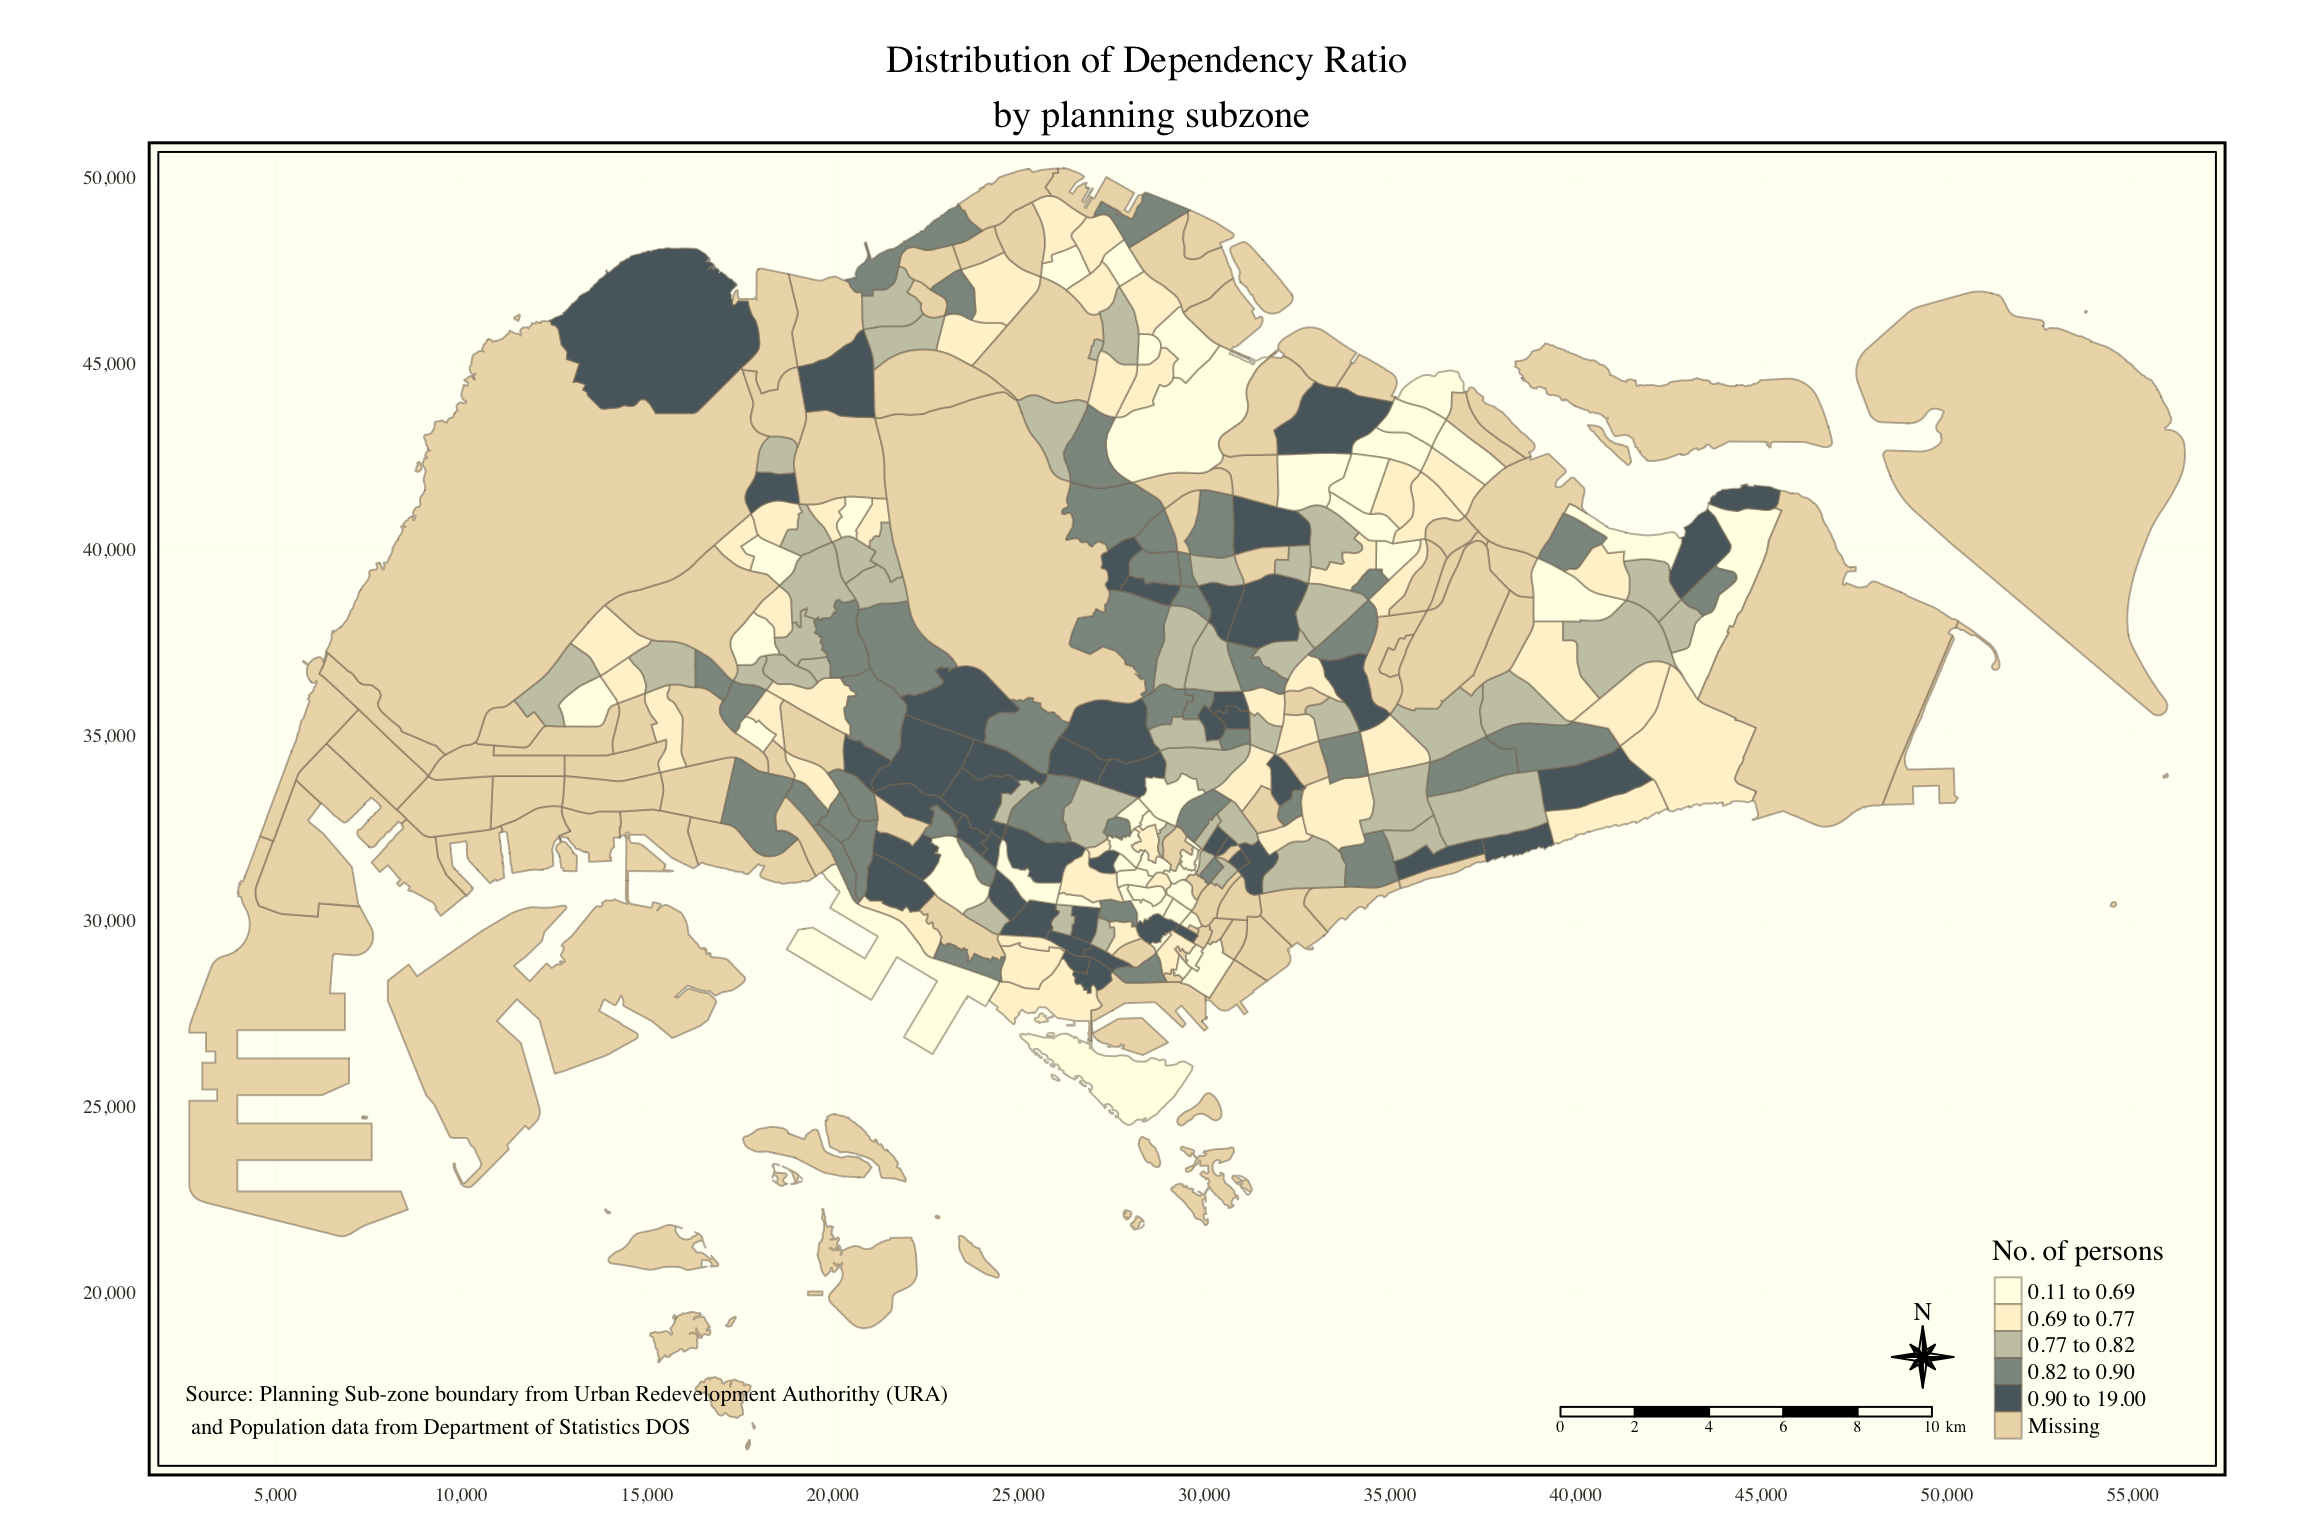 Distribution of Dependency Ratio
by planning subzone
50,000
45,000
40,000
35,000
30,000
25,000
20,000
No. of persons
0.11 to 0.69
0.69 to 0.77
0.77 to 0.82
0.82 to 0.90
0.90 to 19.00
Missing
N
0 2 4 6 8 10 km
Source: Planning Sub-zone boundary from Urban Redevelopment Authorithy (URA)
and Population data from Department of Statistics DOS
5,000 10,000 15,000 20,000 25,000 30,000 35,000 40,000 45,000 50,000 55,000